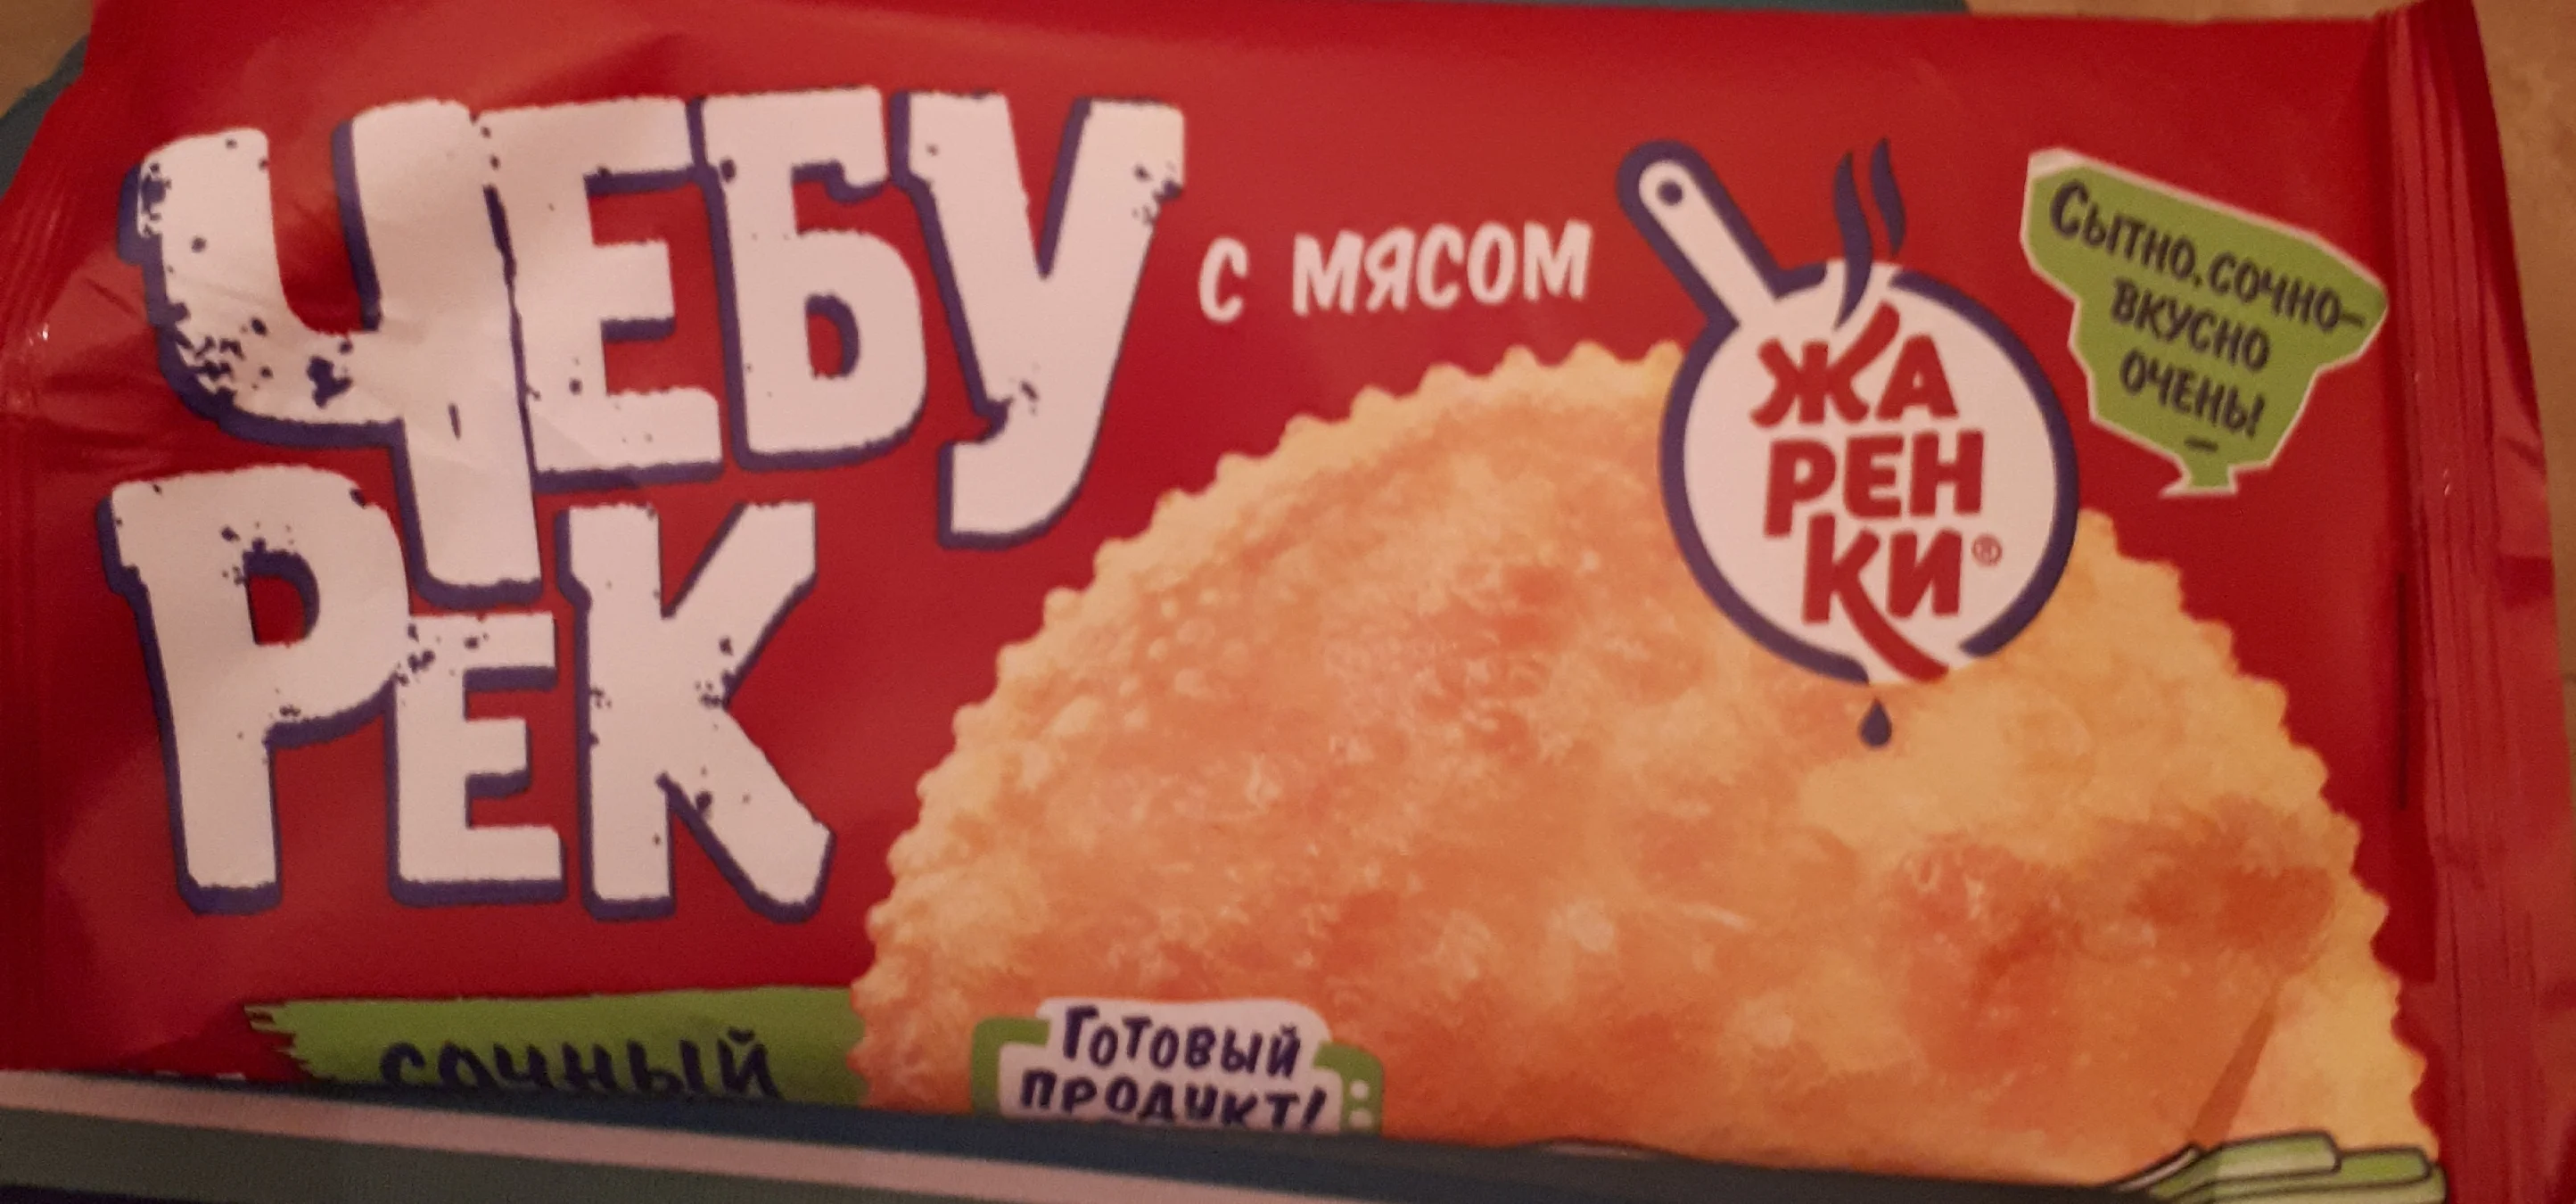 ЧЕБУ
РЕК
С МЯСОМ
ЖА
РЕН
КИ®
Сытно, сочно–
вкусно
очень!
сочный
Готовый
продукт!